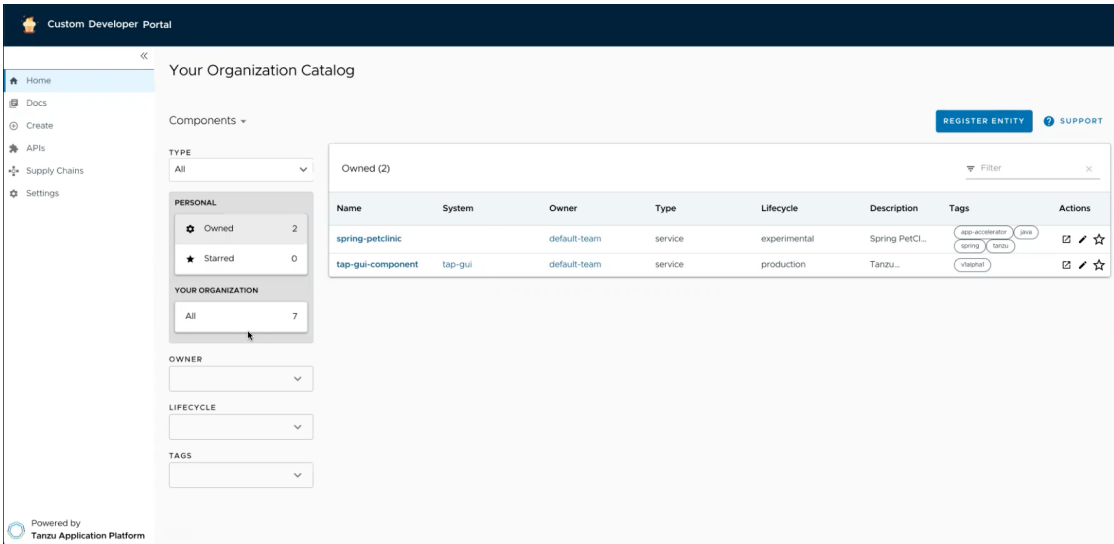 Custom Developer Portal
Home
Docs
Create
APIs
Supply Chains
Settings
Powered by
Tanzu Application Platform
Your Organization Catalog
Components
REGISTER ENTITY
SUPPORT
TYPE
All
PERSONAL
Owned 2
Starred 0
YOUR ORGANIZATION
All 7
OWNER
LIFECYCLE
TAGS
Owned (2)
Filter
Name System Owner Type Lifecycle Description Tags Actions
spring-petclinic default-team service experimental Spring PetCl... app-accelerator java
spring tanzu
tap-gui-component tap-gui default-team service production Tanzu... v1alpha1